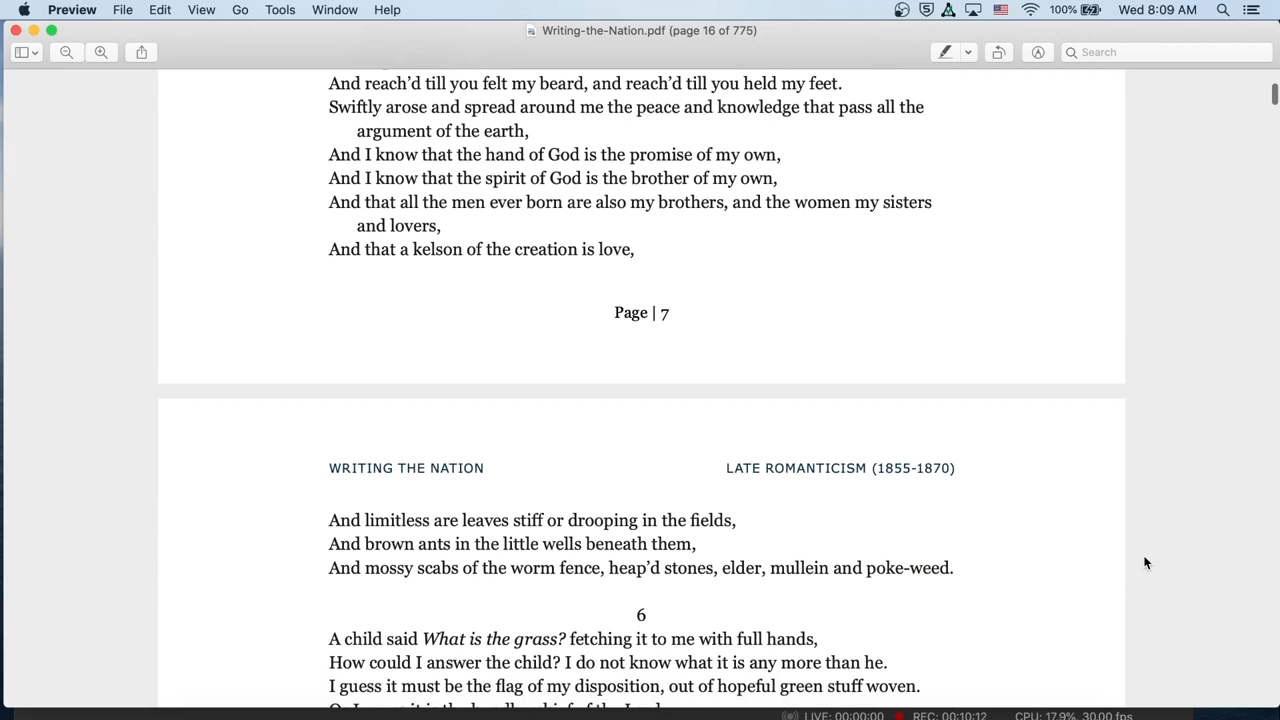 Preview File Edit View Go Tools Window Help 100% Wed 8:09 AM
Writing-the-Nation.pdf (page 16 of 775)
Search
And reach’d till you felt my beard, and reach’d till you held my feet.
Swiftly arose and spread around me the peace and knowledge that pass all the
argument of the earth,
And I know that the hand of God is the promise of my own,
And I know that the spirit of God is the brother of my own,
And that all the men ever born are also my brothers, and the women my sisters
and lovers,
And that a kelson of the creation is love,
Page | 7
WRITING THE NATION LATE ROMANTICISM (1855-1870)
And limitless are leaves stiff or drooping in the fields,
And brown ants in the little wells beneath them,
And mossy scabs of the worm fence, heap’d stones, elder, mullein and poke-weed.
6
A child said What is the grass? fetching it to me with full hands,
How could I answer the child? I do not know what it is any more than he.
I guess it must be the flag of my disposition, out of hopeful green stuff woven.
LIVE: 00:00:00 REC: 00:10:12 CPU: 17.9%, 30.00 fps